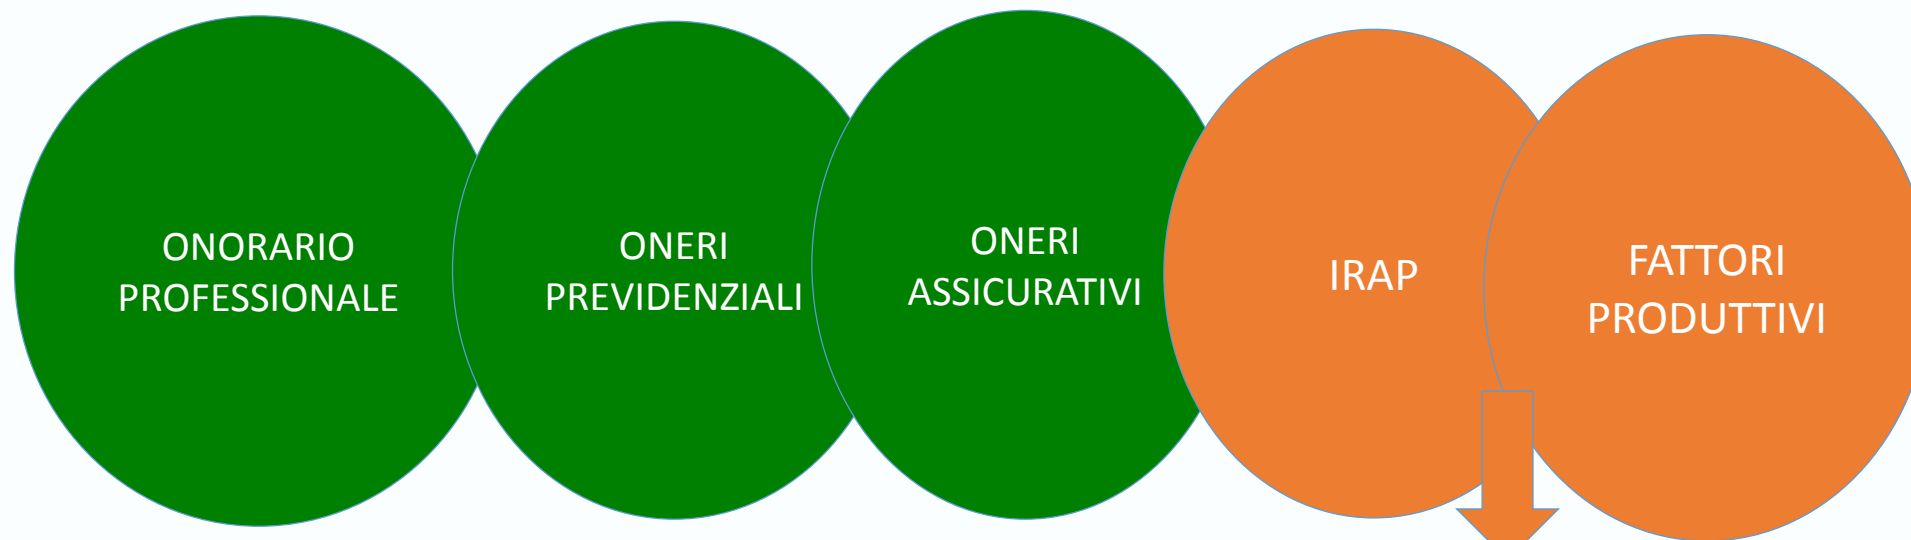 ONORARIO
PROFESSIONALE
ONERI
PREVIDENZIALI
ONERI
ASSICURATIVI
IRAP
FATTORI
PRODUTTIVI